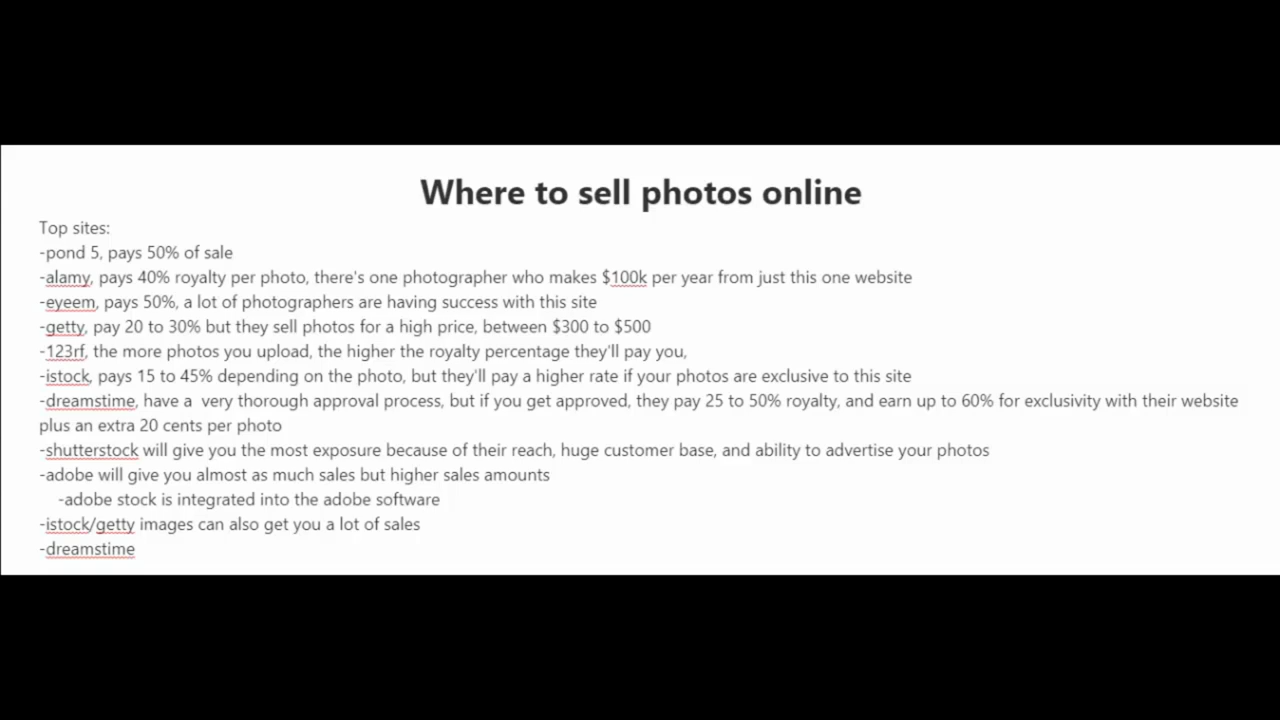 Where to sell photos online
Top sites:
-pond 5, pays 50% of sale
-alamy, pays 40% royalty per photo, there's one photographer who makes $100k per year from just this one website
-eyeem, pays 50%, a lot of photographers are having success with this site
-getty, pay 20 to 30% but they sell photos for a high price, between $300 to $500
-123rf, the more photos you upload, the higher the royalty percentage they'll pay you,
-istock, pays 15 to 45% depending on the photo, but they'll pay a higher rate if your photos are exclusive to this site
-dreamstime, have a  very thorough approval process, but if you get approved, they pay 25 to 50% royalty, and earn up to 60% for exclusivity with their website
plus an extra 20 cents per photo
-shutterstock will give you the most exposure because of their reach, huge customer base, and ability to advertise your photos
-adobe will give you almost as much sales but higher sales amounts
-adobe stock is integrated into the adobe software
-istock/getty images can also get you a lot of sales
-dreamstime